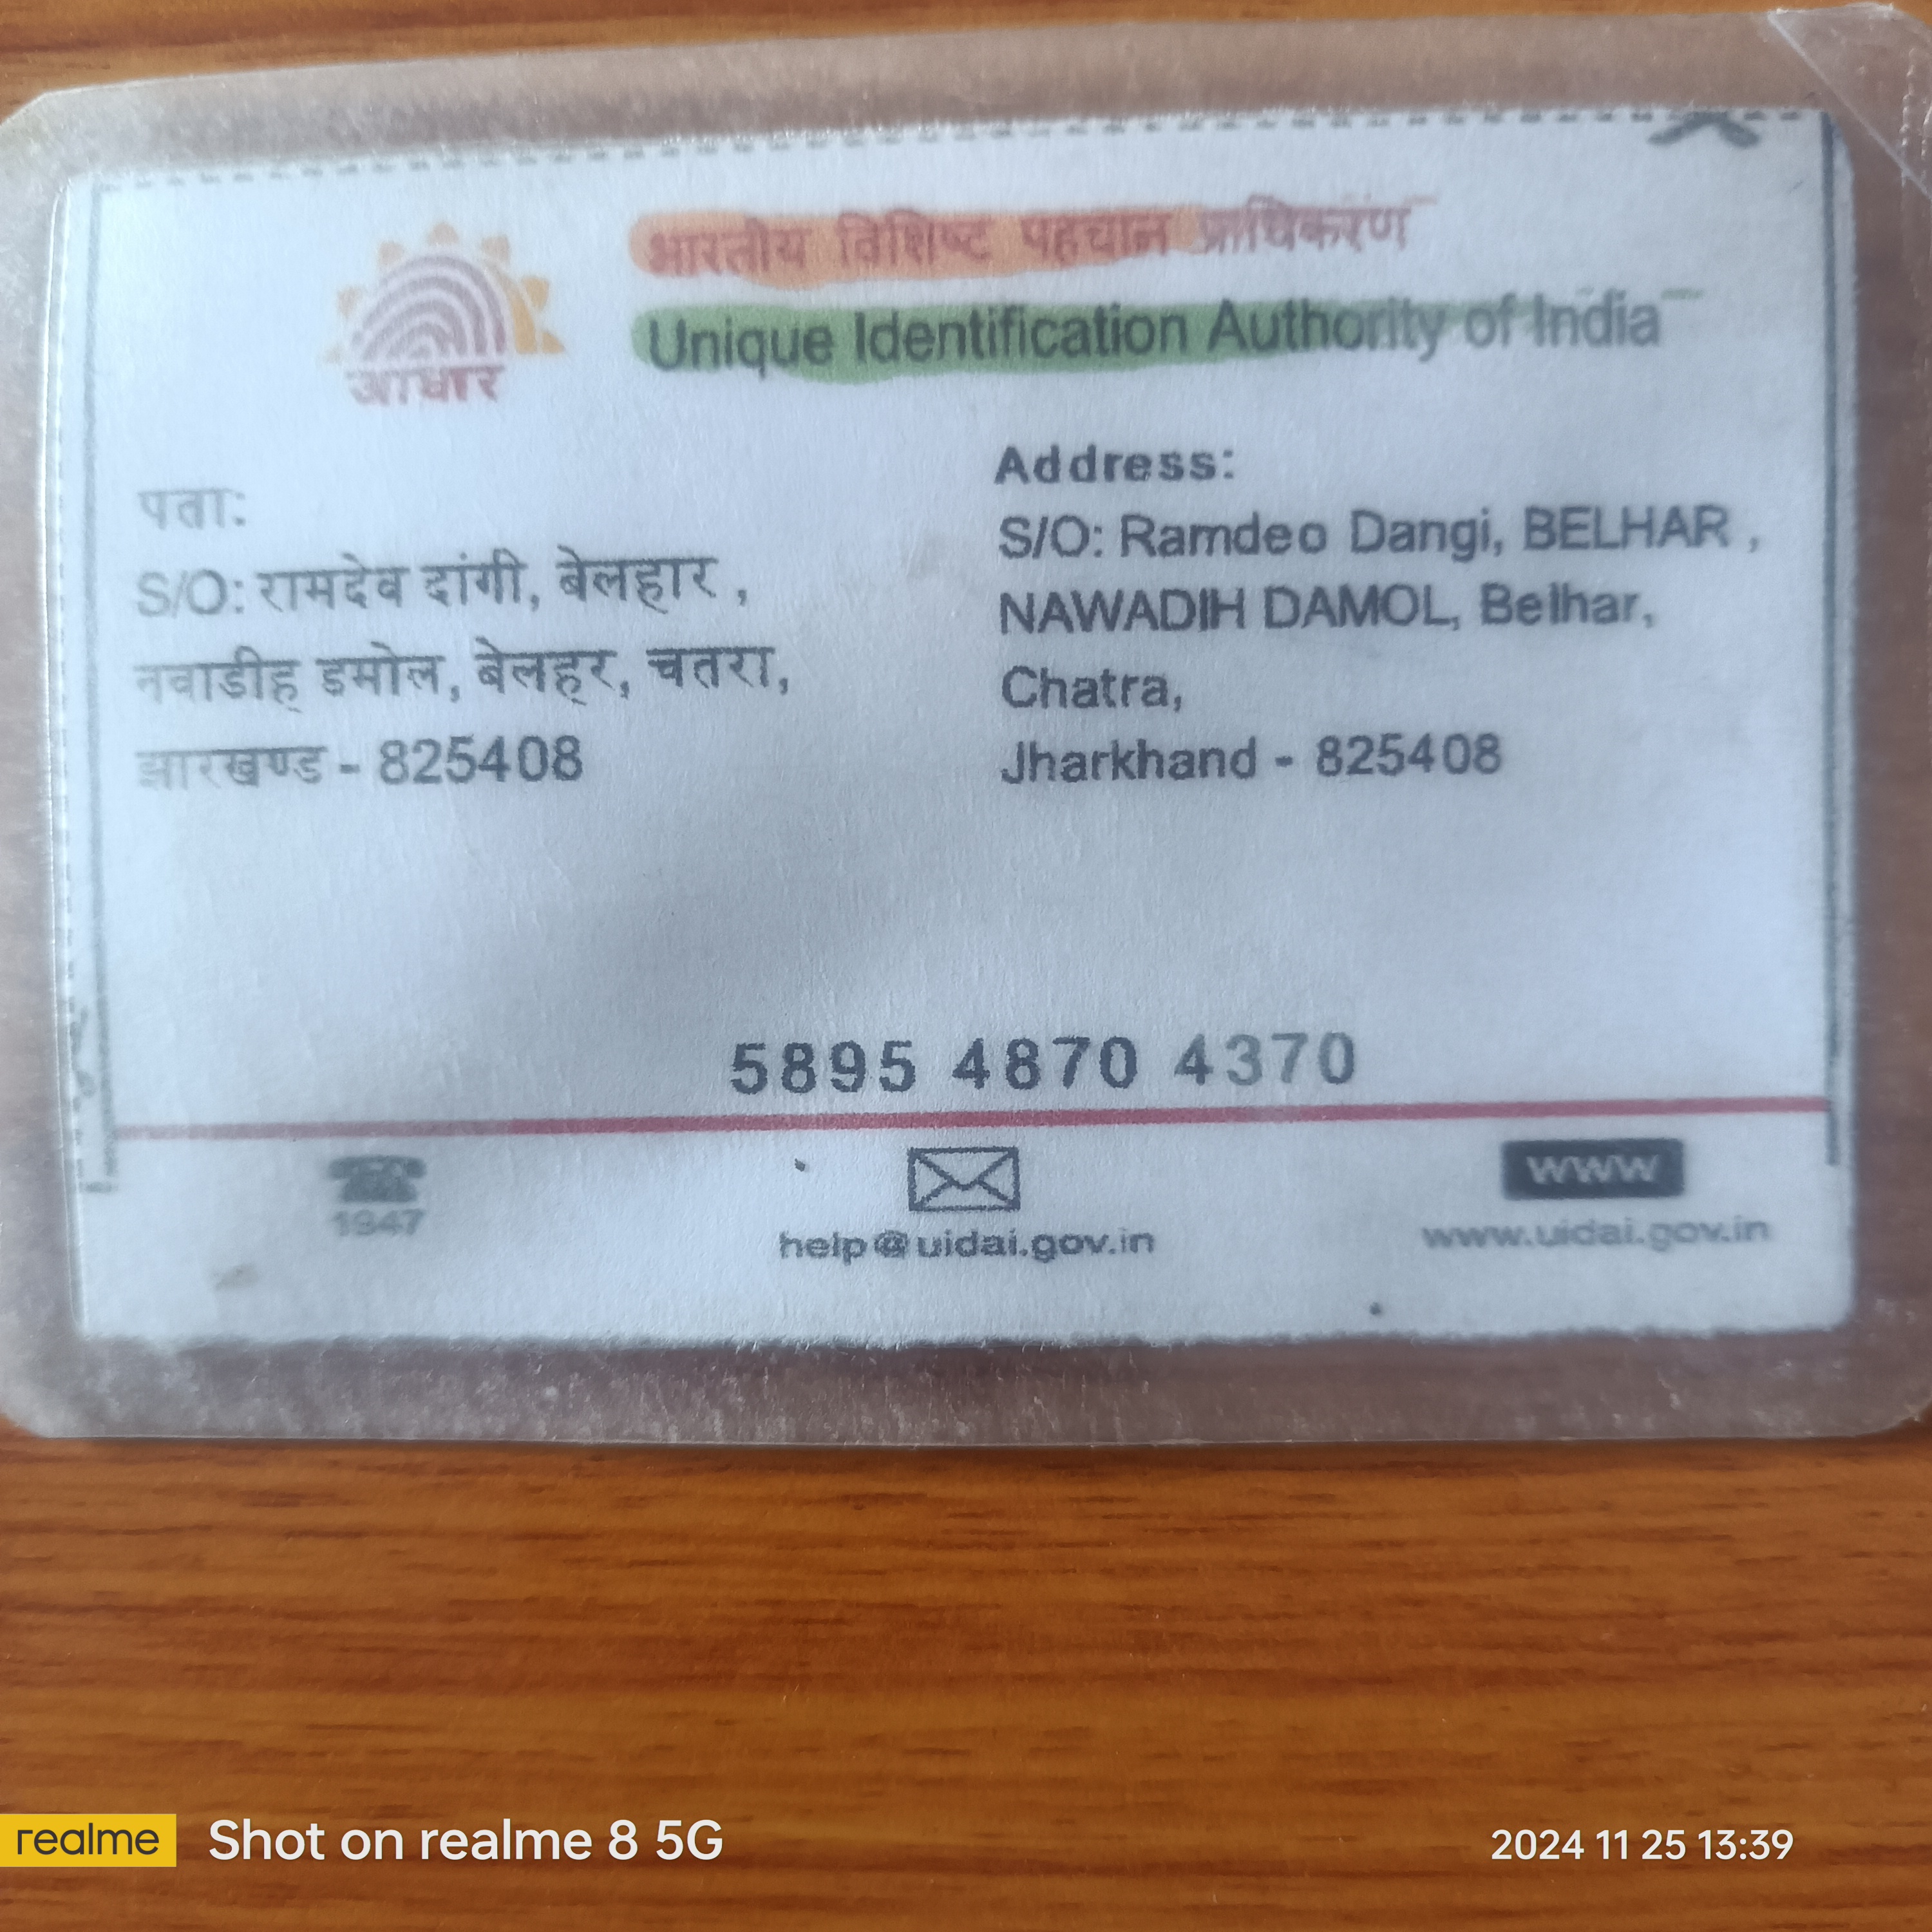 भारतीय विशिष्ट पहचान प्राधिकरण
Unique Identification Authority of India
आधार
पता:
S/O: रामदेव दांगी, बेलहार ,
नवाडीह डमोल, बेलहर, चतरा,
झारखण्ड - 825408
Address:
S/O: Ramdeo Dangi, BELHAR ,
NAWADIH DAMOL, Belhar,
Chatra,
Jharkhand - 825408
5895 4870 4370
1947
help@uidai.gov.in
www
www.uidai.gov.in
realme Shot on realme 8 5G
2024 11 25 13:39